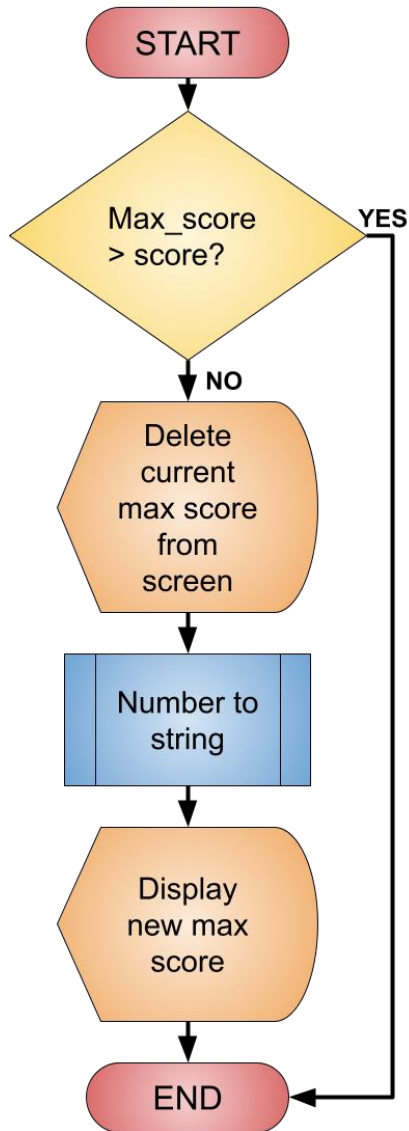 START
Max_score
> score?
YES
NO
Delete
current
max score
from
screen
Number to
string
Display
new max
score
END